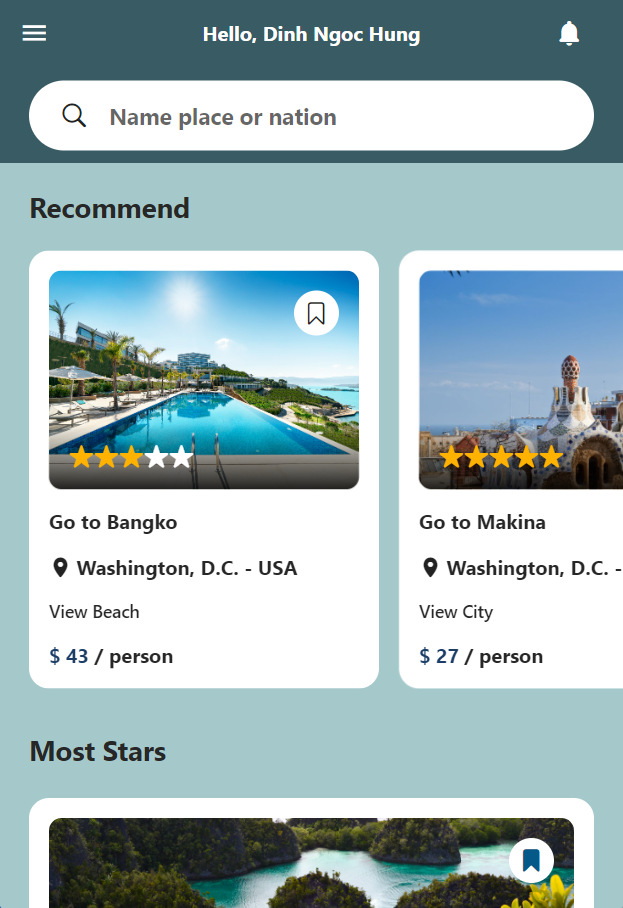 Hello, Dinh Ngoc Hung
Name place or nation
Recommend
Go to Bangko
Washington, D.C. - USA
View Beach
$ 43 / person
Go to Makina
Washington, D.C. -
View City
$ 27 / person
Most Stars